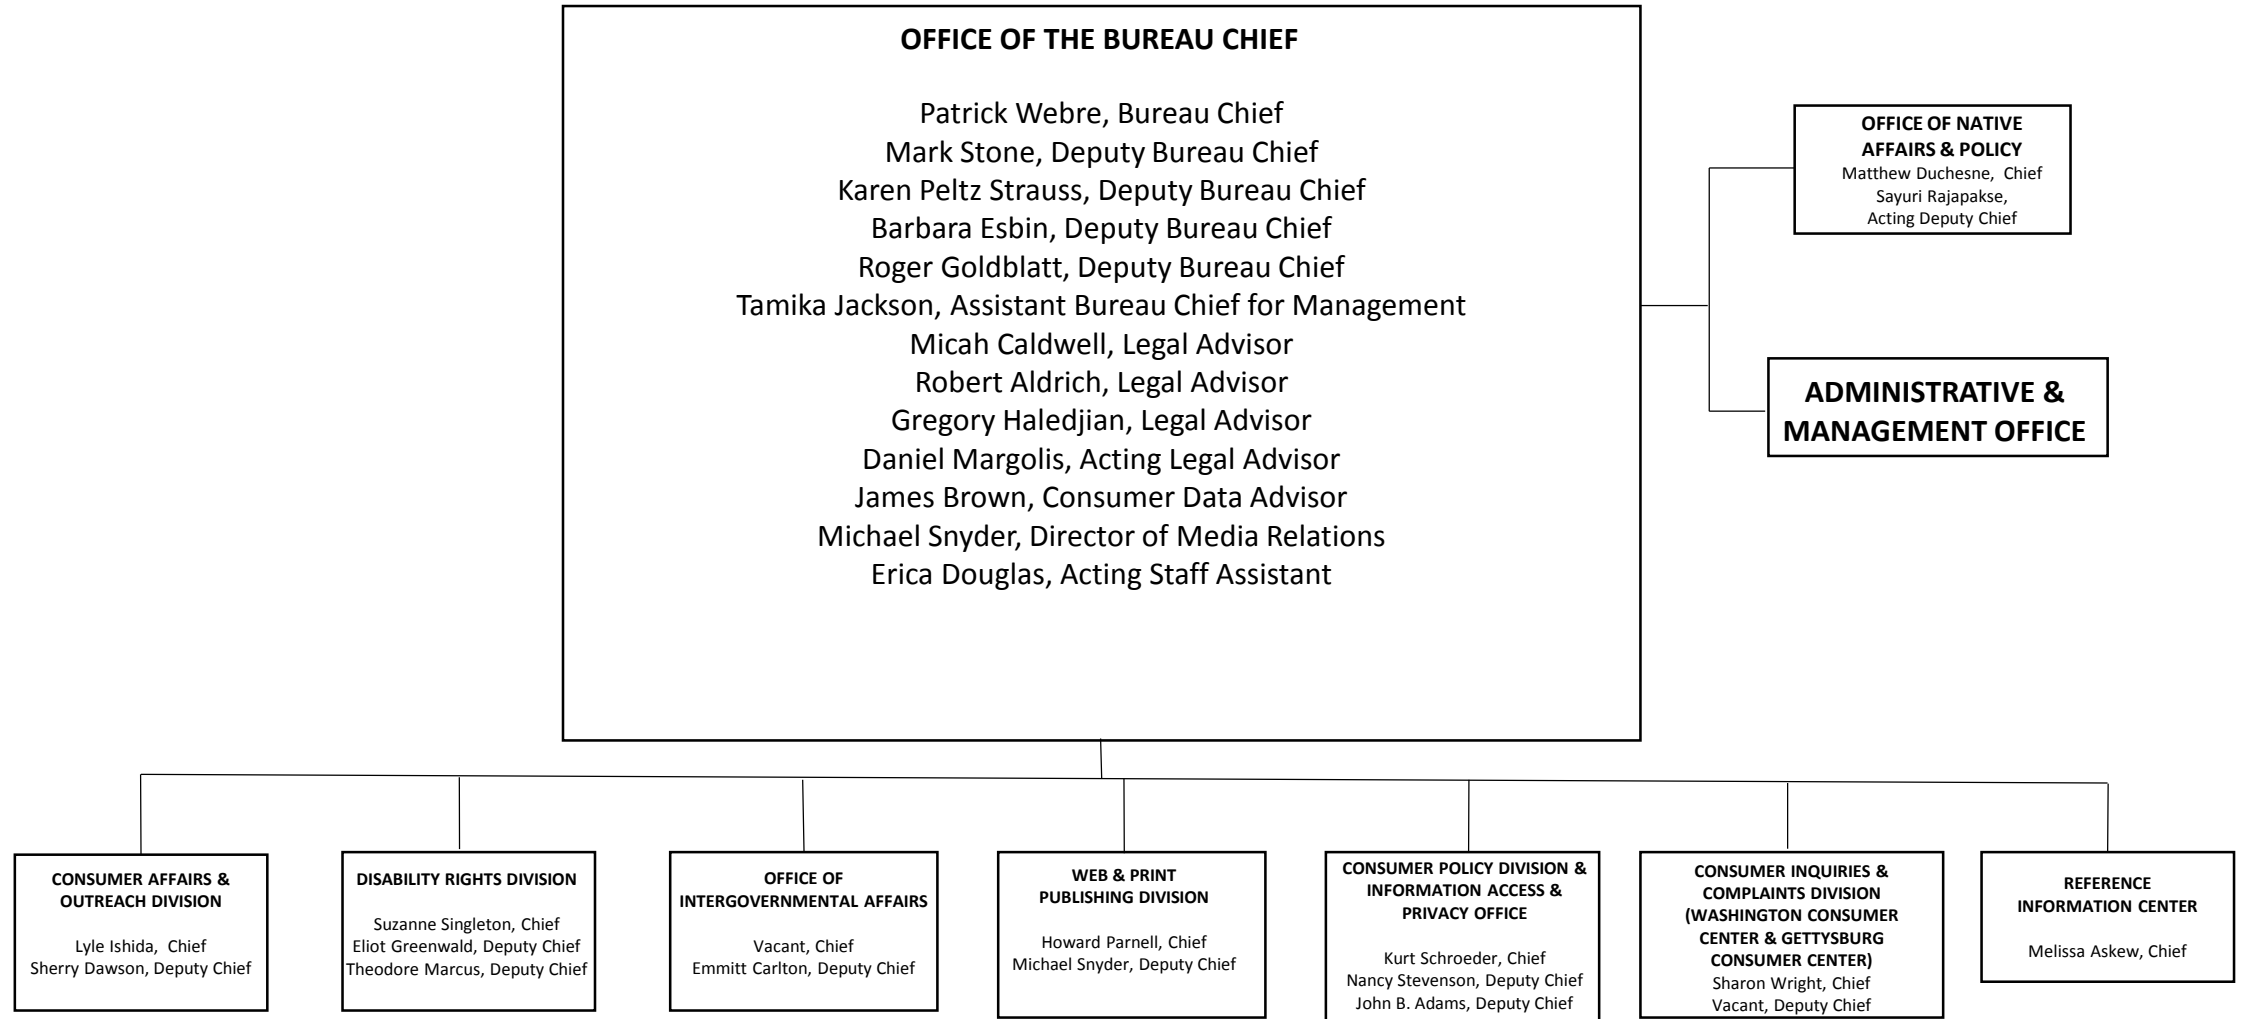 OFFICE OF THE BUREAU CHIEF
Patrick Webre, Bureau Chief
Mark Stone, Deputy Bureau Chief
Karen Peltz Strauss, Deputy Bureau Chief
Barbara Esbin, Deputy Bureau Chief
Roger Goldblatt, Deputy Bureau Chief
Tamika Jackson, Assistant Bureau Chief for Management
Micah Caldwell, Legal Advisor
Robert Aldrich, Legal Advisor
Gregory Haledjian, Legal Advisor
Daniel Margolis, Acting Legal Advisor
James Brown, Consumer Data Advisor
Michael Snyder, Director of Media Relations
Erica Douglas, Acting Staff Assistant
OFFICE OF NATIVE
AFFAIRS & POLICY
Matthew Duchesne, Chief
Sayuri Rajapakse,
Acting Deputy Chief
ADMINISTRATIVE &
MANAGEMENT OFFICE
CONSUMER AFFAIRS &
OUTREACH DIVISION
Lyle Ishida, Chief
Sherry Dawson, Deputy Chief
DISABILITY RIGHTS DIVISION
Suzanne Singleton, Chief
Eliot Greenwald, Deputy Chief
Theodore Marcus, Deputy Chief
OFFICE OF
INTERGOVERNMENTAL AFFAIRS
Vacant, Chief
Emmitt Carlton, Deputy Chief
WEB & PRINT
PUBLISHING DIVISION
Howard Parnell, Chief
Michael Snyder, Deputy Chief
CONSUMER POLICY DIVISION &
INFORMATION ACCESS &
PRIVACY OFFICE
Kurt Schroeder, Chief
Nancy Stevenson, Deputy Chief
John B. Adams, Deputy Chief
CONSUMER INQUIRIES &
COMPLAINTS DIVISION
(WASHINGTON CONSUMER
CENTER & GETTYSBURG
CONSUMER CENTER)
Sharon Wright, Chief
Vacant, Deputy Chief
REFERENCE
INFORMATION CENTER
Melissa Askew, Chief